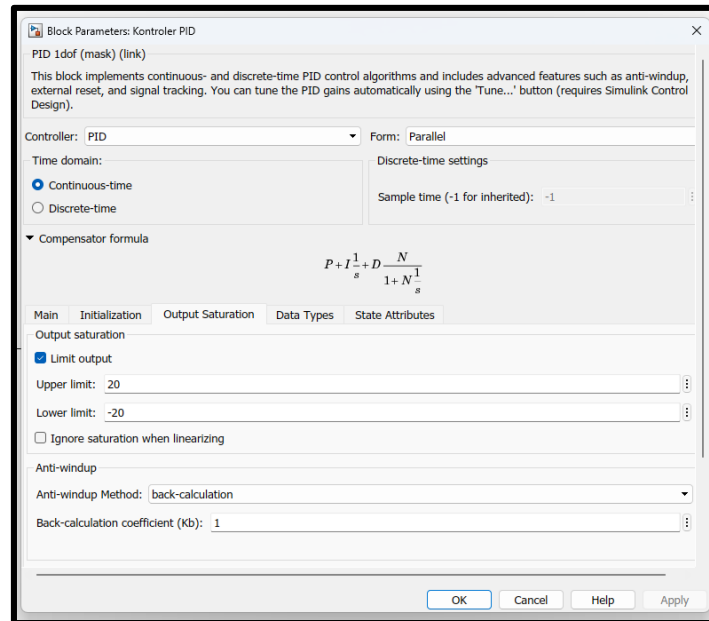 Block Parameters: Kontroler PID
PID 1dof (mask) (link)
This block implements continuous- and discrete-time PID control algorithms and includes advanced features such as anti-windup,
external reset, and signal tracking. You can tune the PID gains automatically using the 'Tune...' button (requires Simulink Control
Design).
Controller: PID Form: Parallel
Time domain: Discrete-time settings
Continuous-time
Sample time (-1 for inherited): -1
Discrete-time
Compensator formula
P+I 1/s + D N/(1+N 1/s)
Main Initialization Output Saturation Data Types State Attributes
Output saturation
Limit output
Upper limit: 20
Lower limit: -20
Ignore saturation when linearizing
Anti-windup
Anti-windup Method: back-calculation
Back-calculation coefficient (Kb): 1
OK Cancel Help Apply